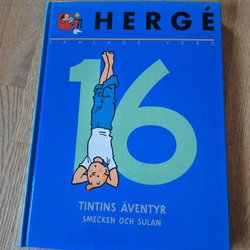 HERGÉ
SAMLADE VERK
16
TINTINS ÄVENTYR
SMECKEN OCH SULAN